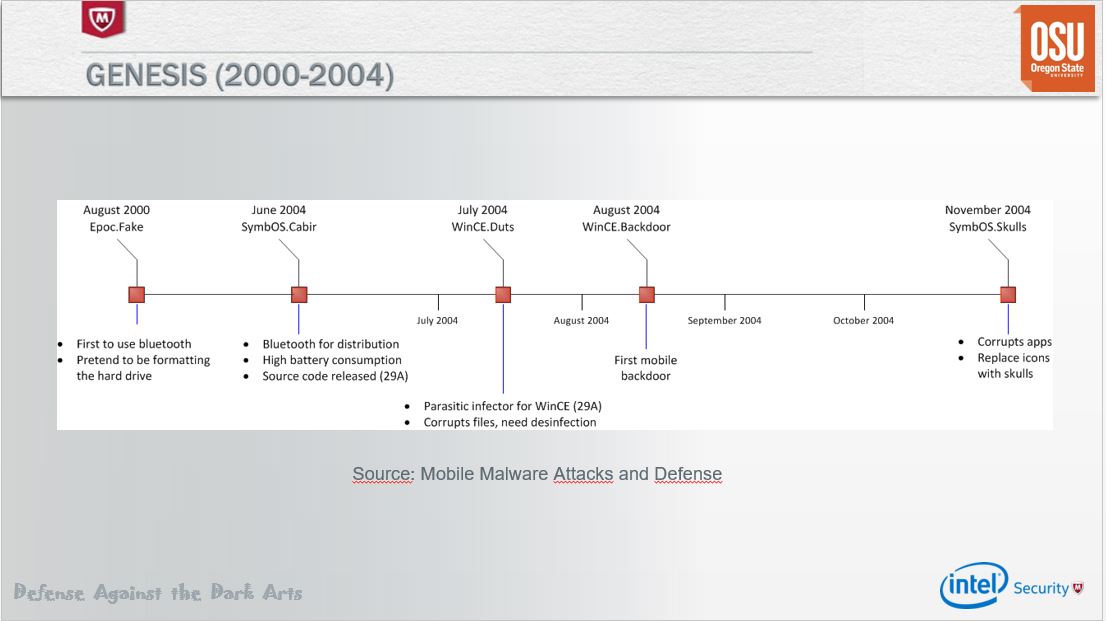 GENESIS (2000-2004)
OSU
Oregon State
UNIVERSITY
August 2000
Epoc.Fake
June 2004
SymbOS.Cabir
July 2004
WinCE.Duts
August 2004
WinCE.Backdoor
November 2004
SymbOS.Skulls
July 2004
August 2004
September 2004
October 2004
• First to use bluetooth
• Pretend to be formatting
the hard drive
• Bluetooth for distribution
• High battery consumption
• Source code released (29A)
• Parasitic infector for WinCE (29A)
• Corrupts files, need desinfection
First mobile
backdoor
• Corrupts apps
• Replace icons
with skulls
Source: Mobile Malware Attacks and Defense
Defense Against the Dark Arts
intel Security